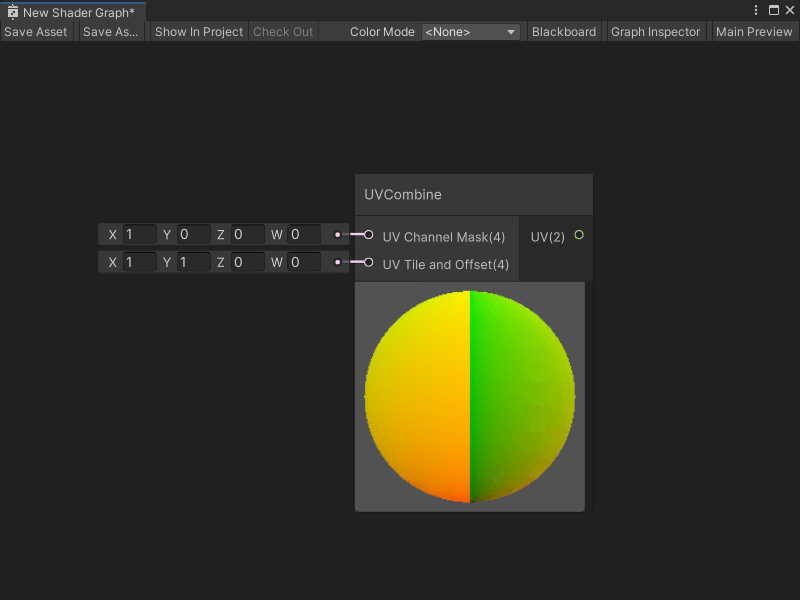 New Shader Graph*
Save Asset Save As... Show In Project Check Out Color Mode <None> Blackboard Graph Inspector Main Preview
UVCombine
X 1 Y 0 Z 0 W 0 UV Channel Mask(4) UV(2)
X 1 Y 1 Z 0 W 0 UV Tile and Offset(4)